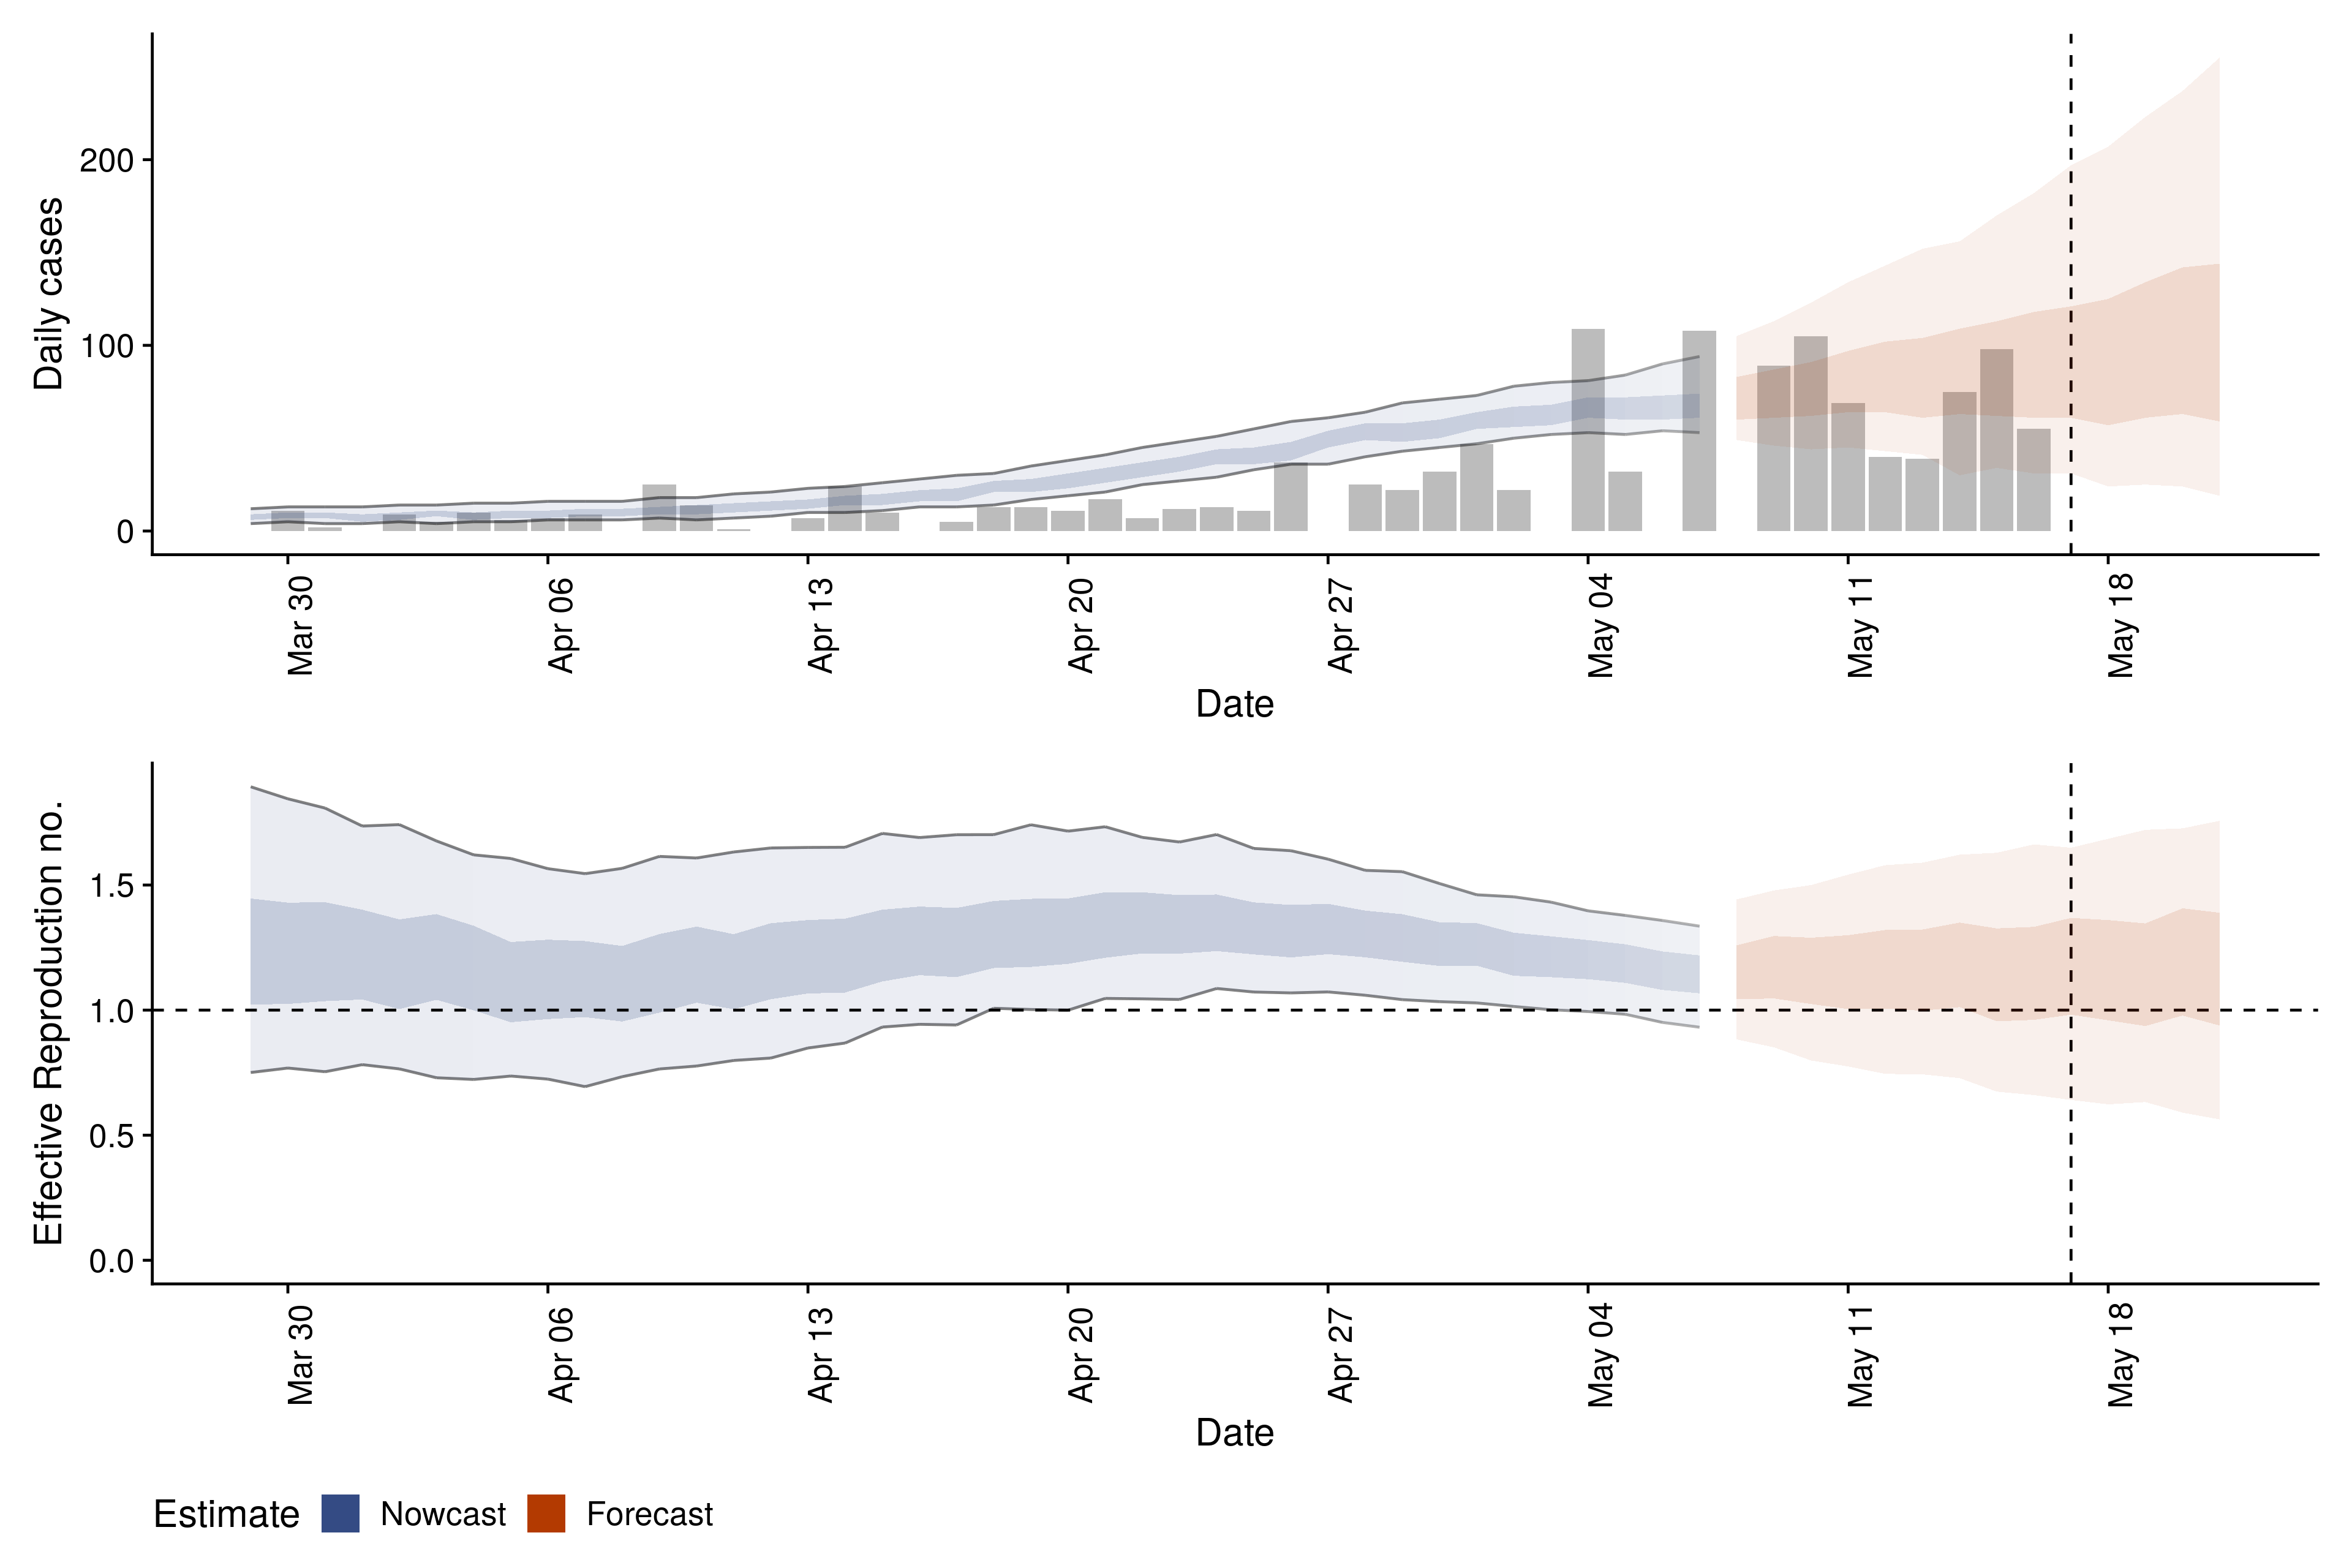 Daily cases
200
100
0
Mar 30
Apr 06
Apr 13
Apr 20
Apr 27
May 04
May 11
May 18
Date
Effective Reproduction no.
1.5
1.0
0.5
0.0
Mar 30
Apr 06
Apr 13
Apr 20
Apr 27
May 04
May 11
May 18
Date
Estimate Nowcast Forecast